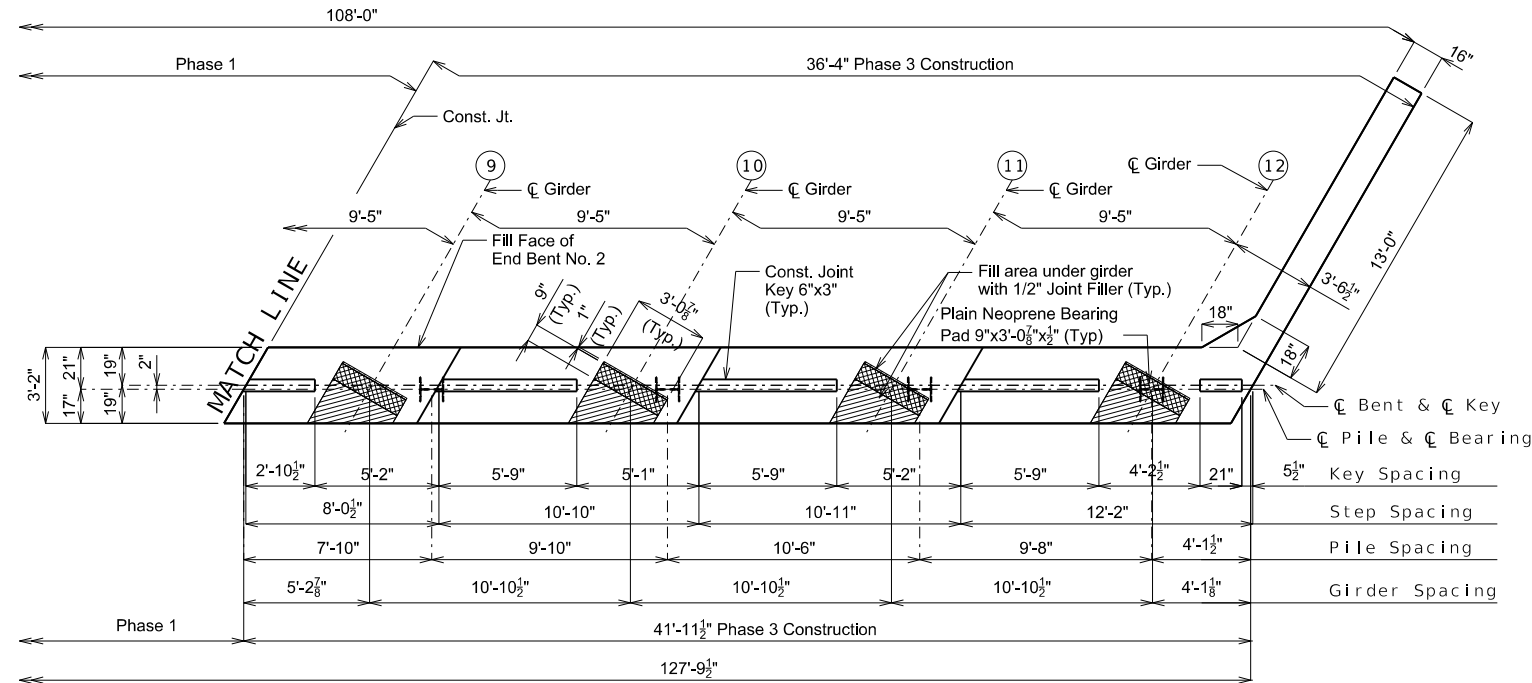 108'-0"
16"
Phase 1
36'-4" Phase 3 Construction
Const. Jt.
9
10
11
12
℄ Girder
℄ Girder
℄ Girder
℄ Girder
9'-5"
9'-5"
9'-5"
9'-5"
13'-0"
3'-6½"
Fill Face of
End Bent No. 2
MATCH LINE
9"
(Typ.)
1"
(Typ.)
3'-0⅞"
(Typ.)
Const. Joint
Key 6"x3"
(Typ.)
Fill area under girder
with 1/2" Joint Filler (Typ.)
Plain Neoprene Bearing
Pad 9"x3'-0⅞"x½" (Typ)
18"
18"
3'-2"
21"
17"
19"
19"
2"
℄ Bent & ℄ Key
℄ Pile & ℄ Bearing
2'-10½" 5'-2" 5'-9" 5'-1" 5'-9" 5'-2" 5'-9" 4'-2½" 21" 5½" Key Spacing
8'-0½" 10'-10" 10'-11" 12'-2" Step Spacing
7'-10" 9'-10" 10'-6" 9'-8" 4'-1½" Pile Spacing
5'-2⅞" 10'-10½" 10'-10½" 10'-10½" 4'-1⅛" Girder Spacing
Phase 1
41'-11½" Phase 3 Construction
127'-9½"